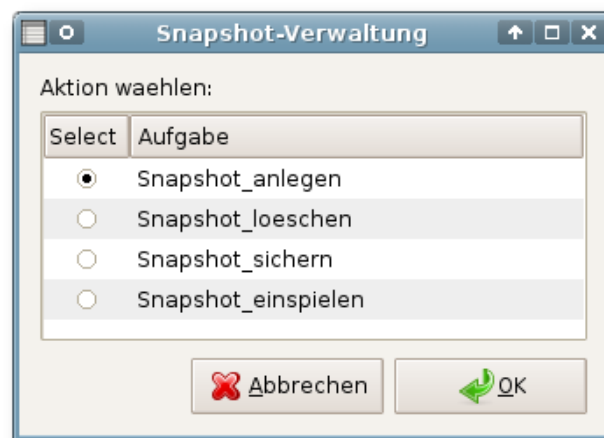 Snapshot-Verwaltung
Aktion waehlen:
Select Aufgabe
Snapshot_anlegen
Snapshot_loeschen
Snapshot_sichern
Snapshot_einspielen
Abbrechen OK